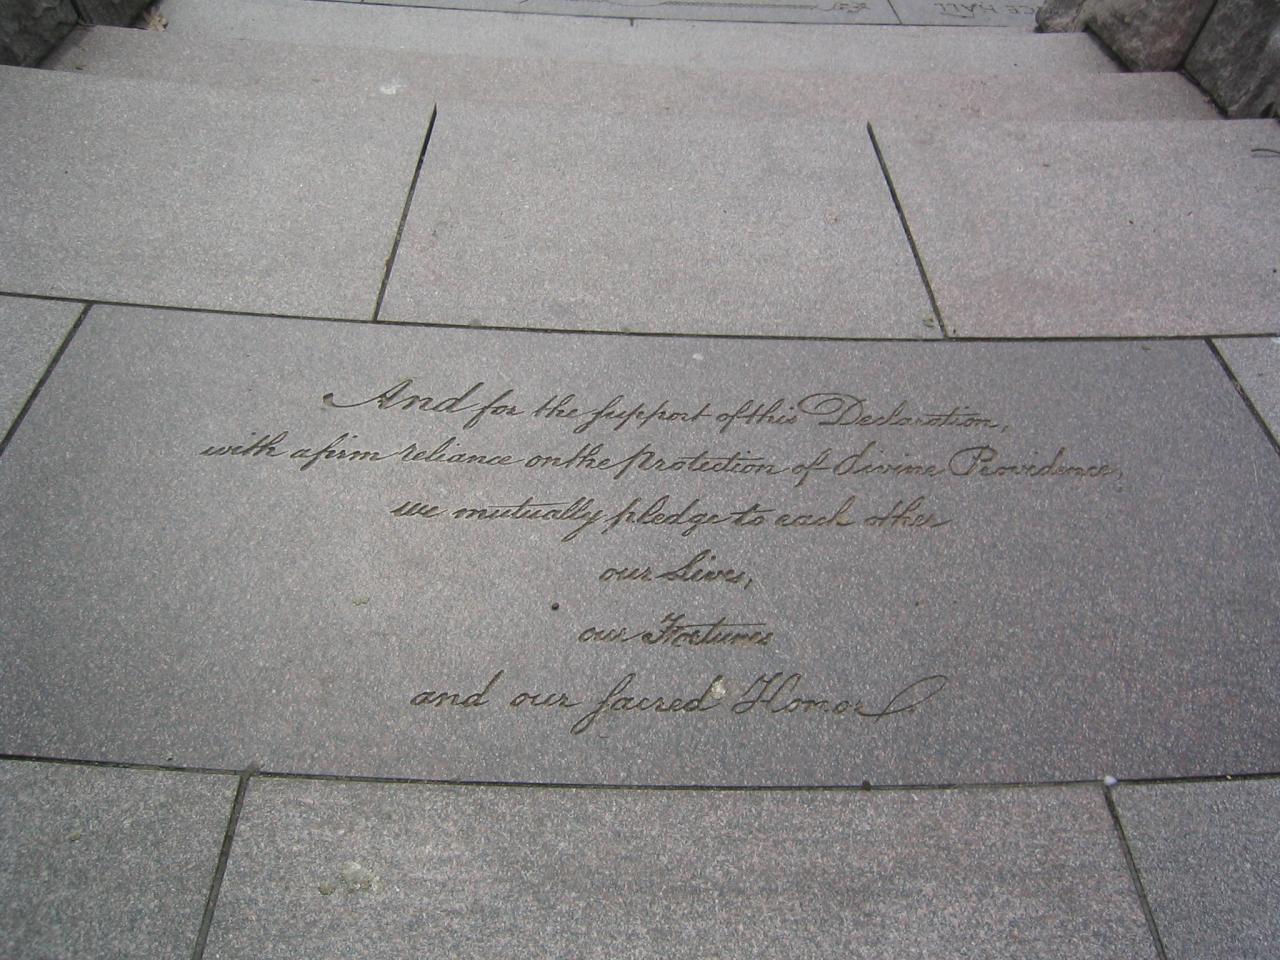 And for the support of this Declaration,
with a firm reliance on the Protection of divine Providence,
we mutually pledge to each other
our Lives,
our Fortunes
and our sacred Honor